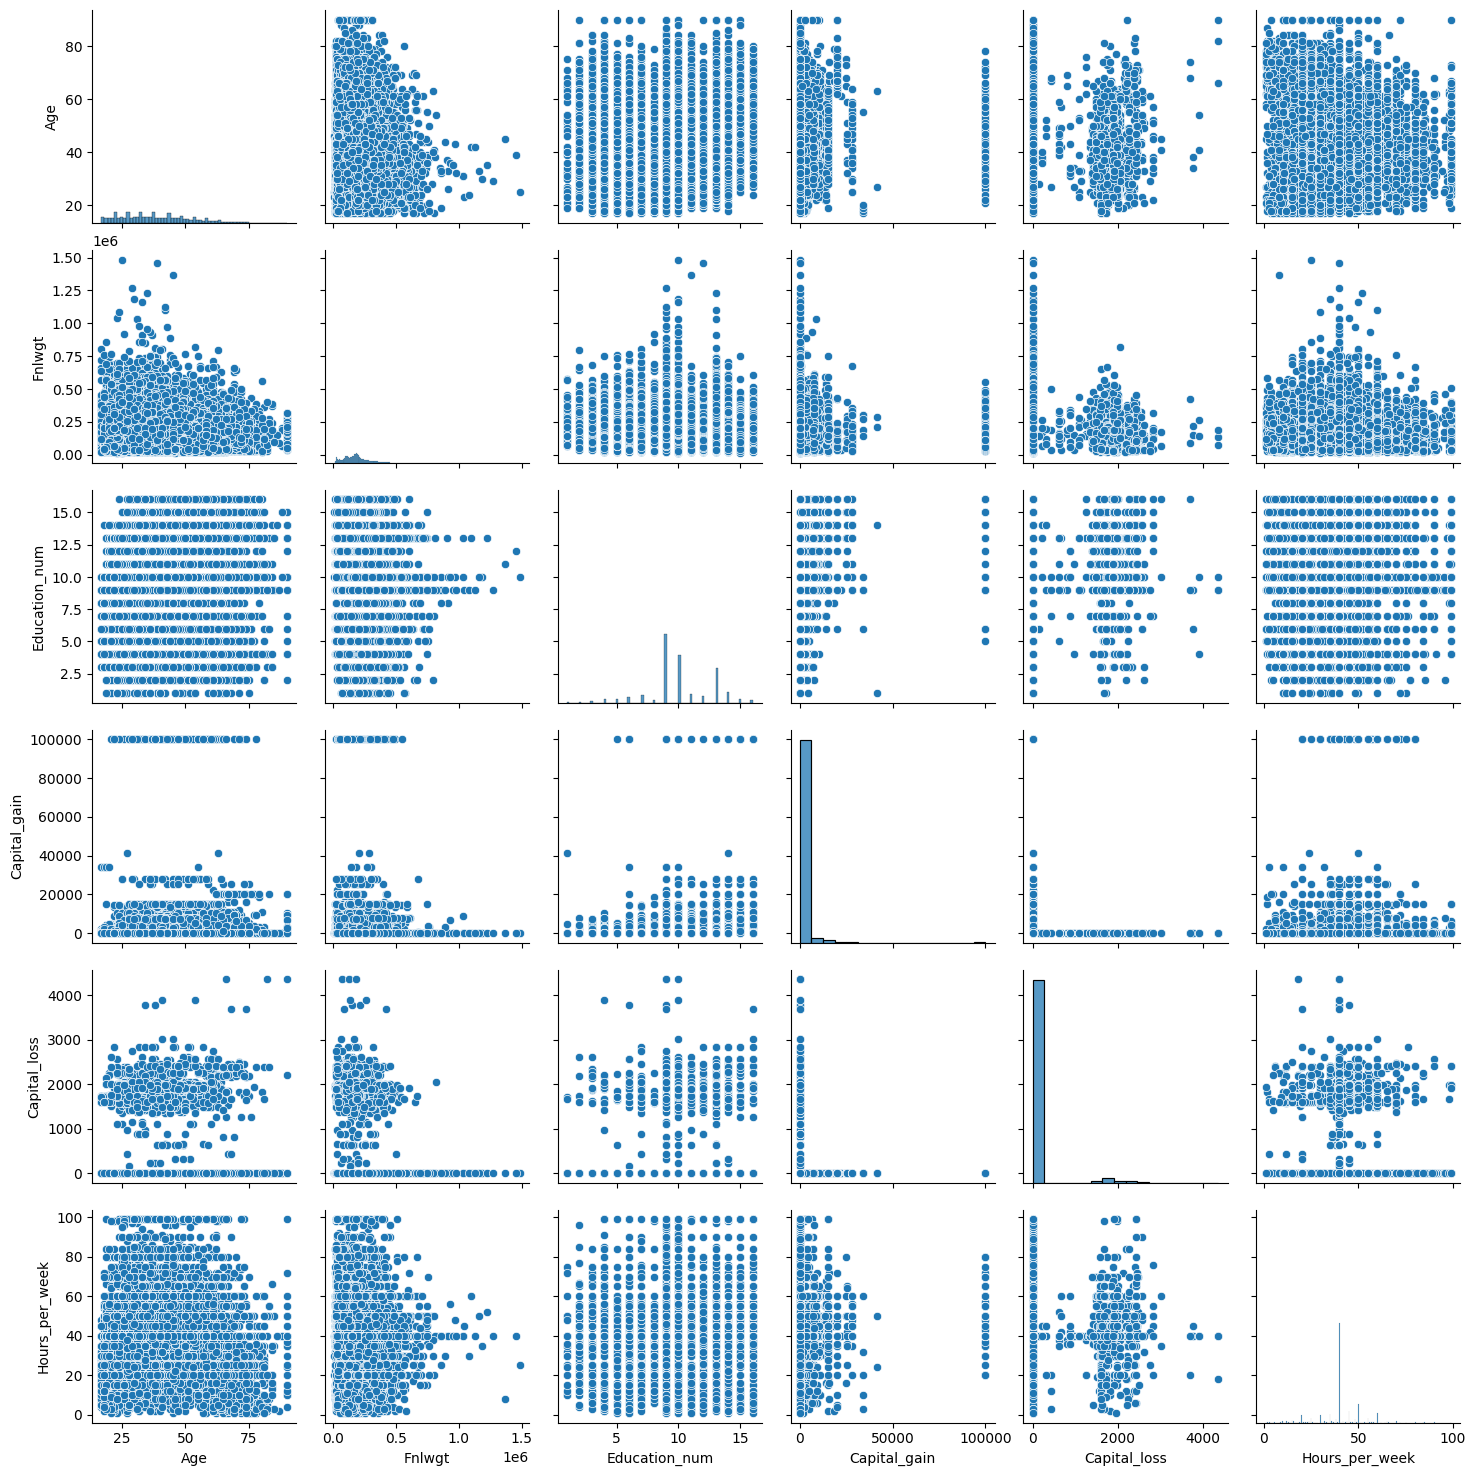 80
60
40
20
Age
1e6
1.50
1.25
1.00
0.75
0.50
0.25
0.00
Fnlwgt
15.0
12.5
10.0
7.5
5.0
2.5
Education_num
100000
80000
60000
40000
20000
0
Capital_gain
4000
3000
2000
1000
0
Capital_loss
100
80
60
40
20
0
Hours_per_week
25 75
0.0 0.5 1.0 1.5
5 10 15
0 100000
0 2000 4000
0 50 100
1e6
Age Fnlwgt Education_num Capital_gain Capital_loss Hours_per_week